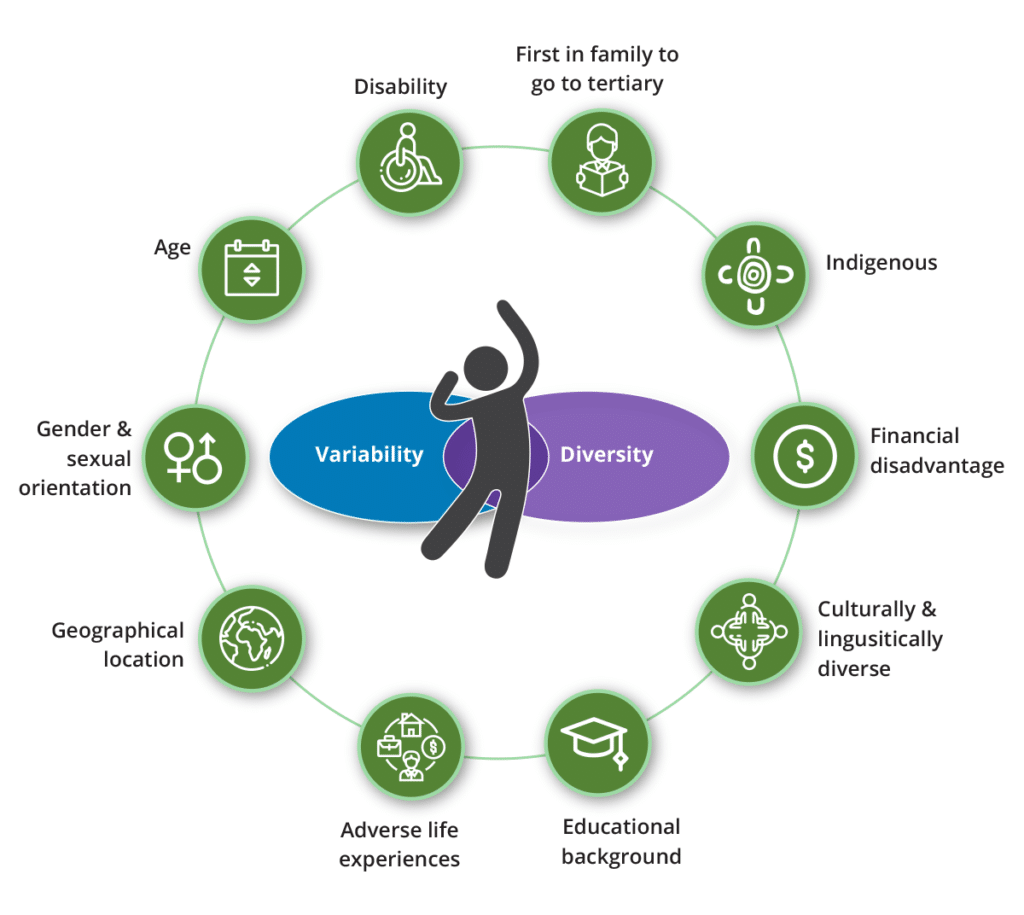 First in family to
go to tertiary
Disability
Age
Indigenous
Gender &
sexual
orientation
Variability
Diversity
Financial
disadvantage
Geographical
location
Culturally &
lingusitically
diverse
Adverse life
experiences
Educational
background